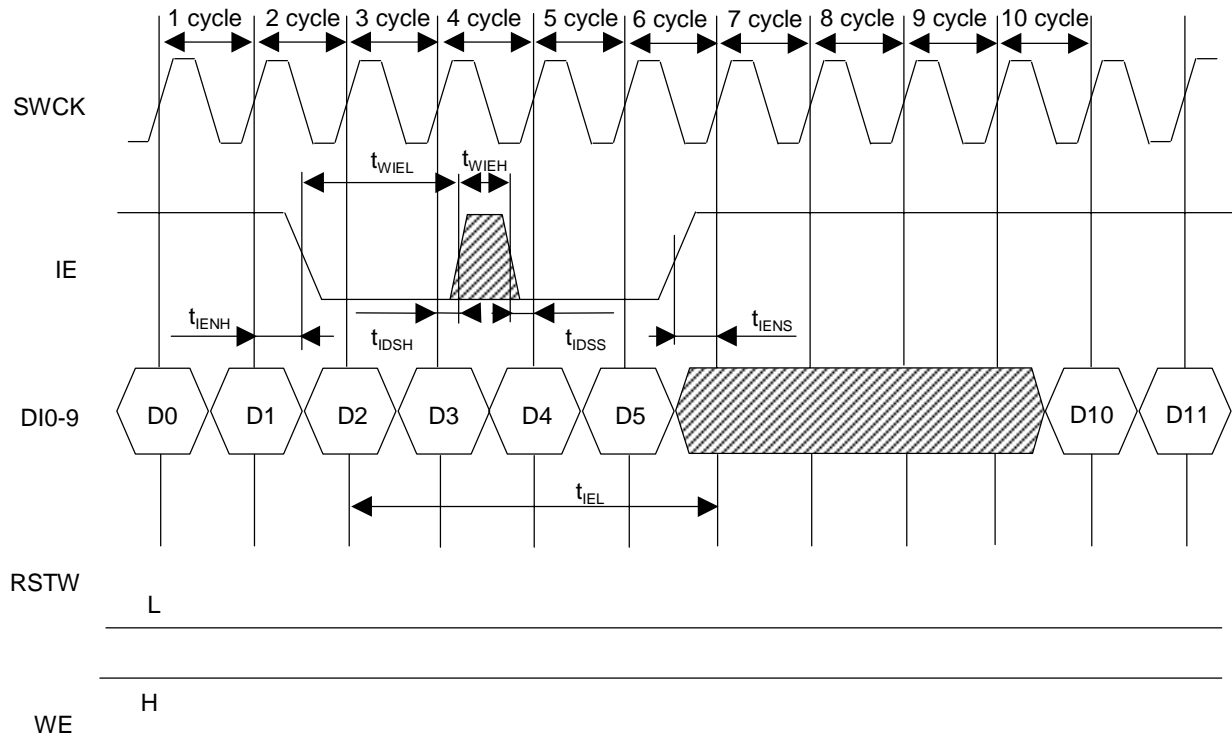 1 cycle 2 cycle 3 cycle 4 cycle 5 cycle 6 cycle 7 cycle 8 cycle 9 cycle 10 cycle
SWCK
tWIEL tWIEH
IE
tIENH tIDSH tIDSS tIENS
DI0-9 D0 D1 D2 D3 D4 D5 D10 D11
tIEL
RSTW
L
H
WE